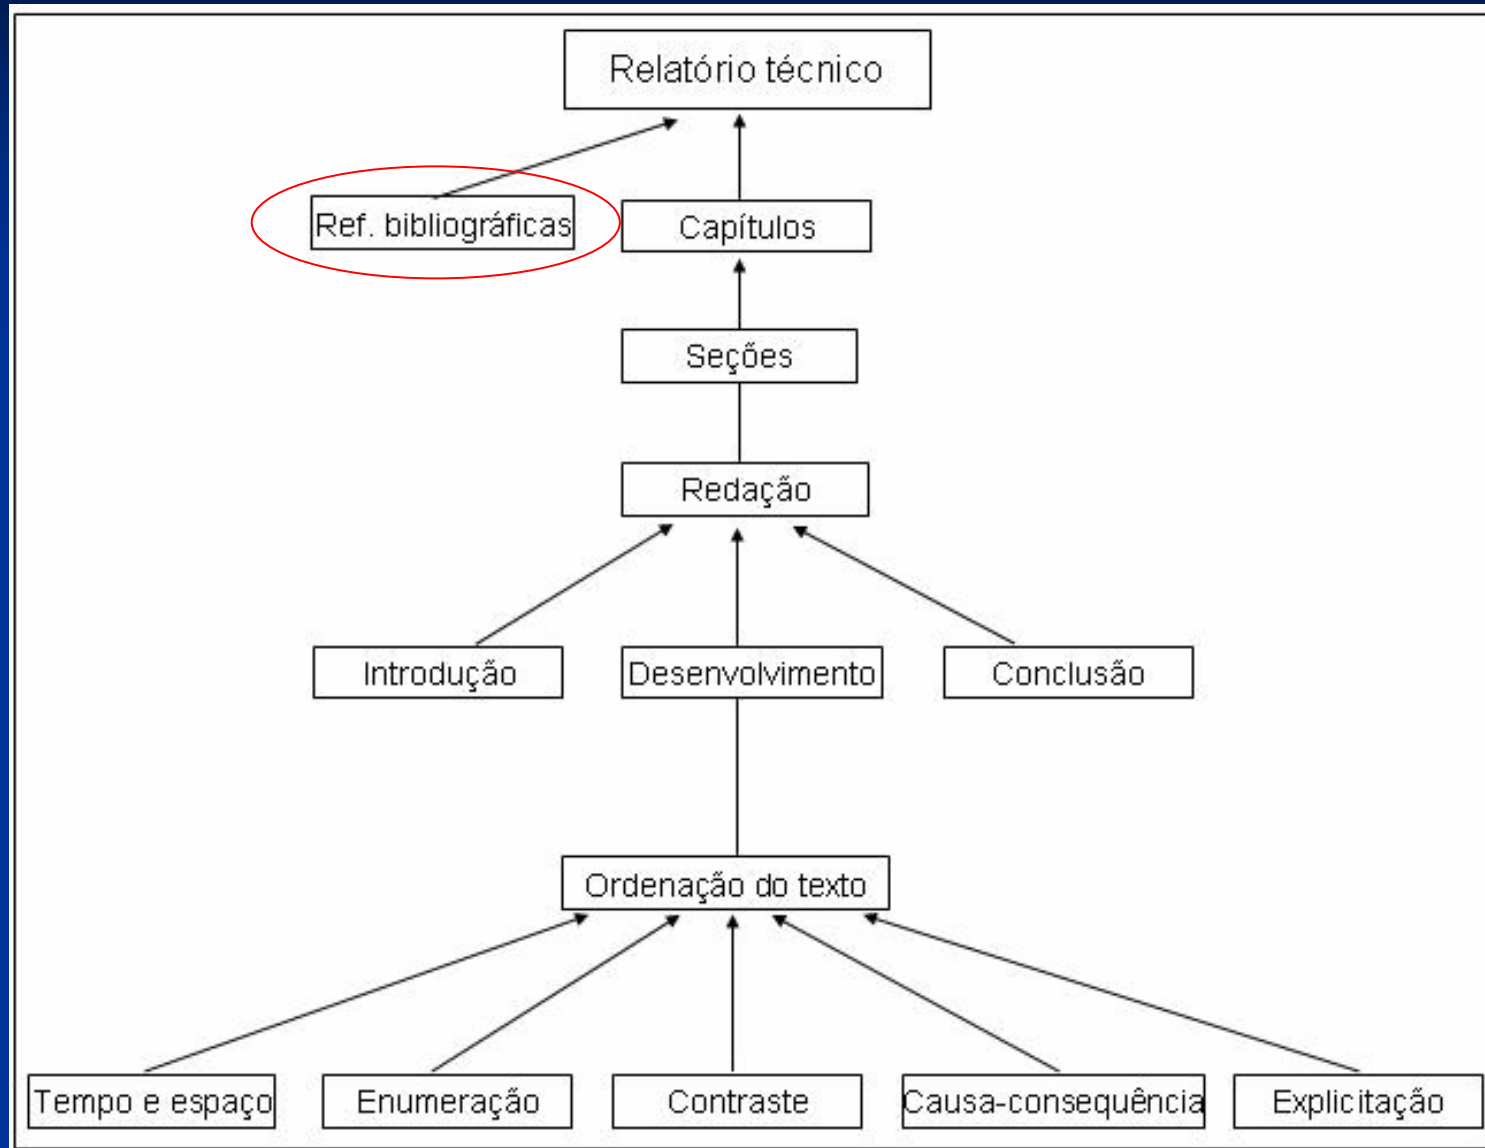 Relatório técnico
Ref. bibliográficas
Capítulos
Seções
Redação
Introdução
Desenvolvimento
Conclusão
Ordenação do texto
Tempo e espaço
Enumeração
Contraste
Causa-consequência
Explicitação